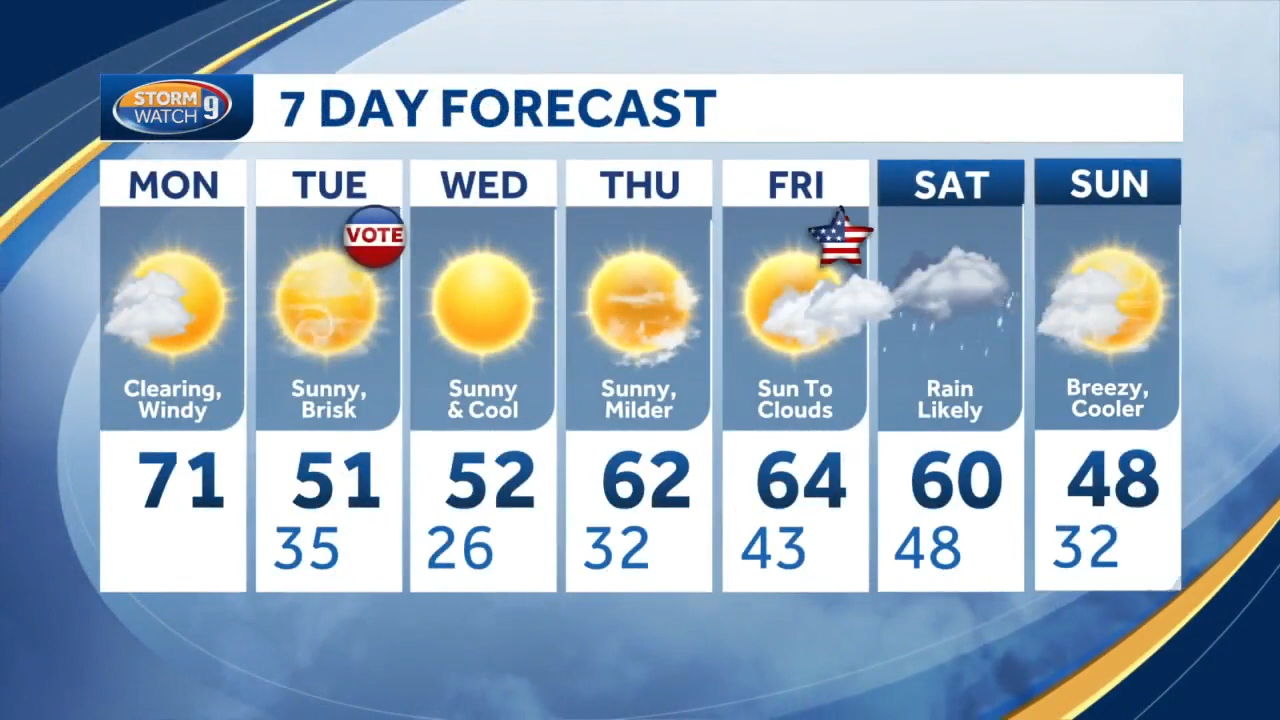 STORM
WATCH 9
7 DAY FORECAST
MON
Clearing,
Windy
71
TUE
VOTE
Sunny,
Brisk
51
35
WED
Sunny
& Cool
52
26
THU
Sunny,
Milder
62
32
FRI
Sun To
Clouds
64
43
SAT
Rain
Likely
60
48
SUN
Breezy,
Cooler
48
32